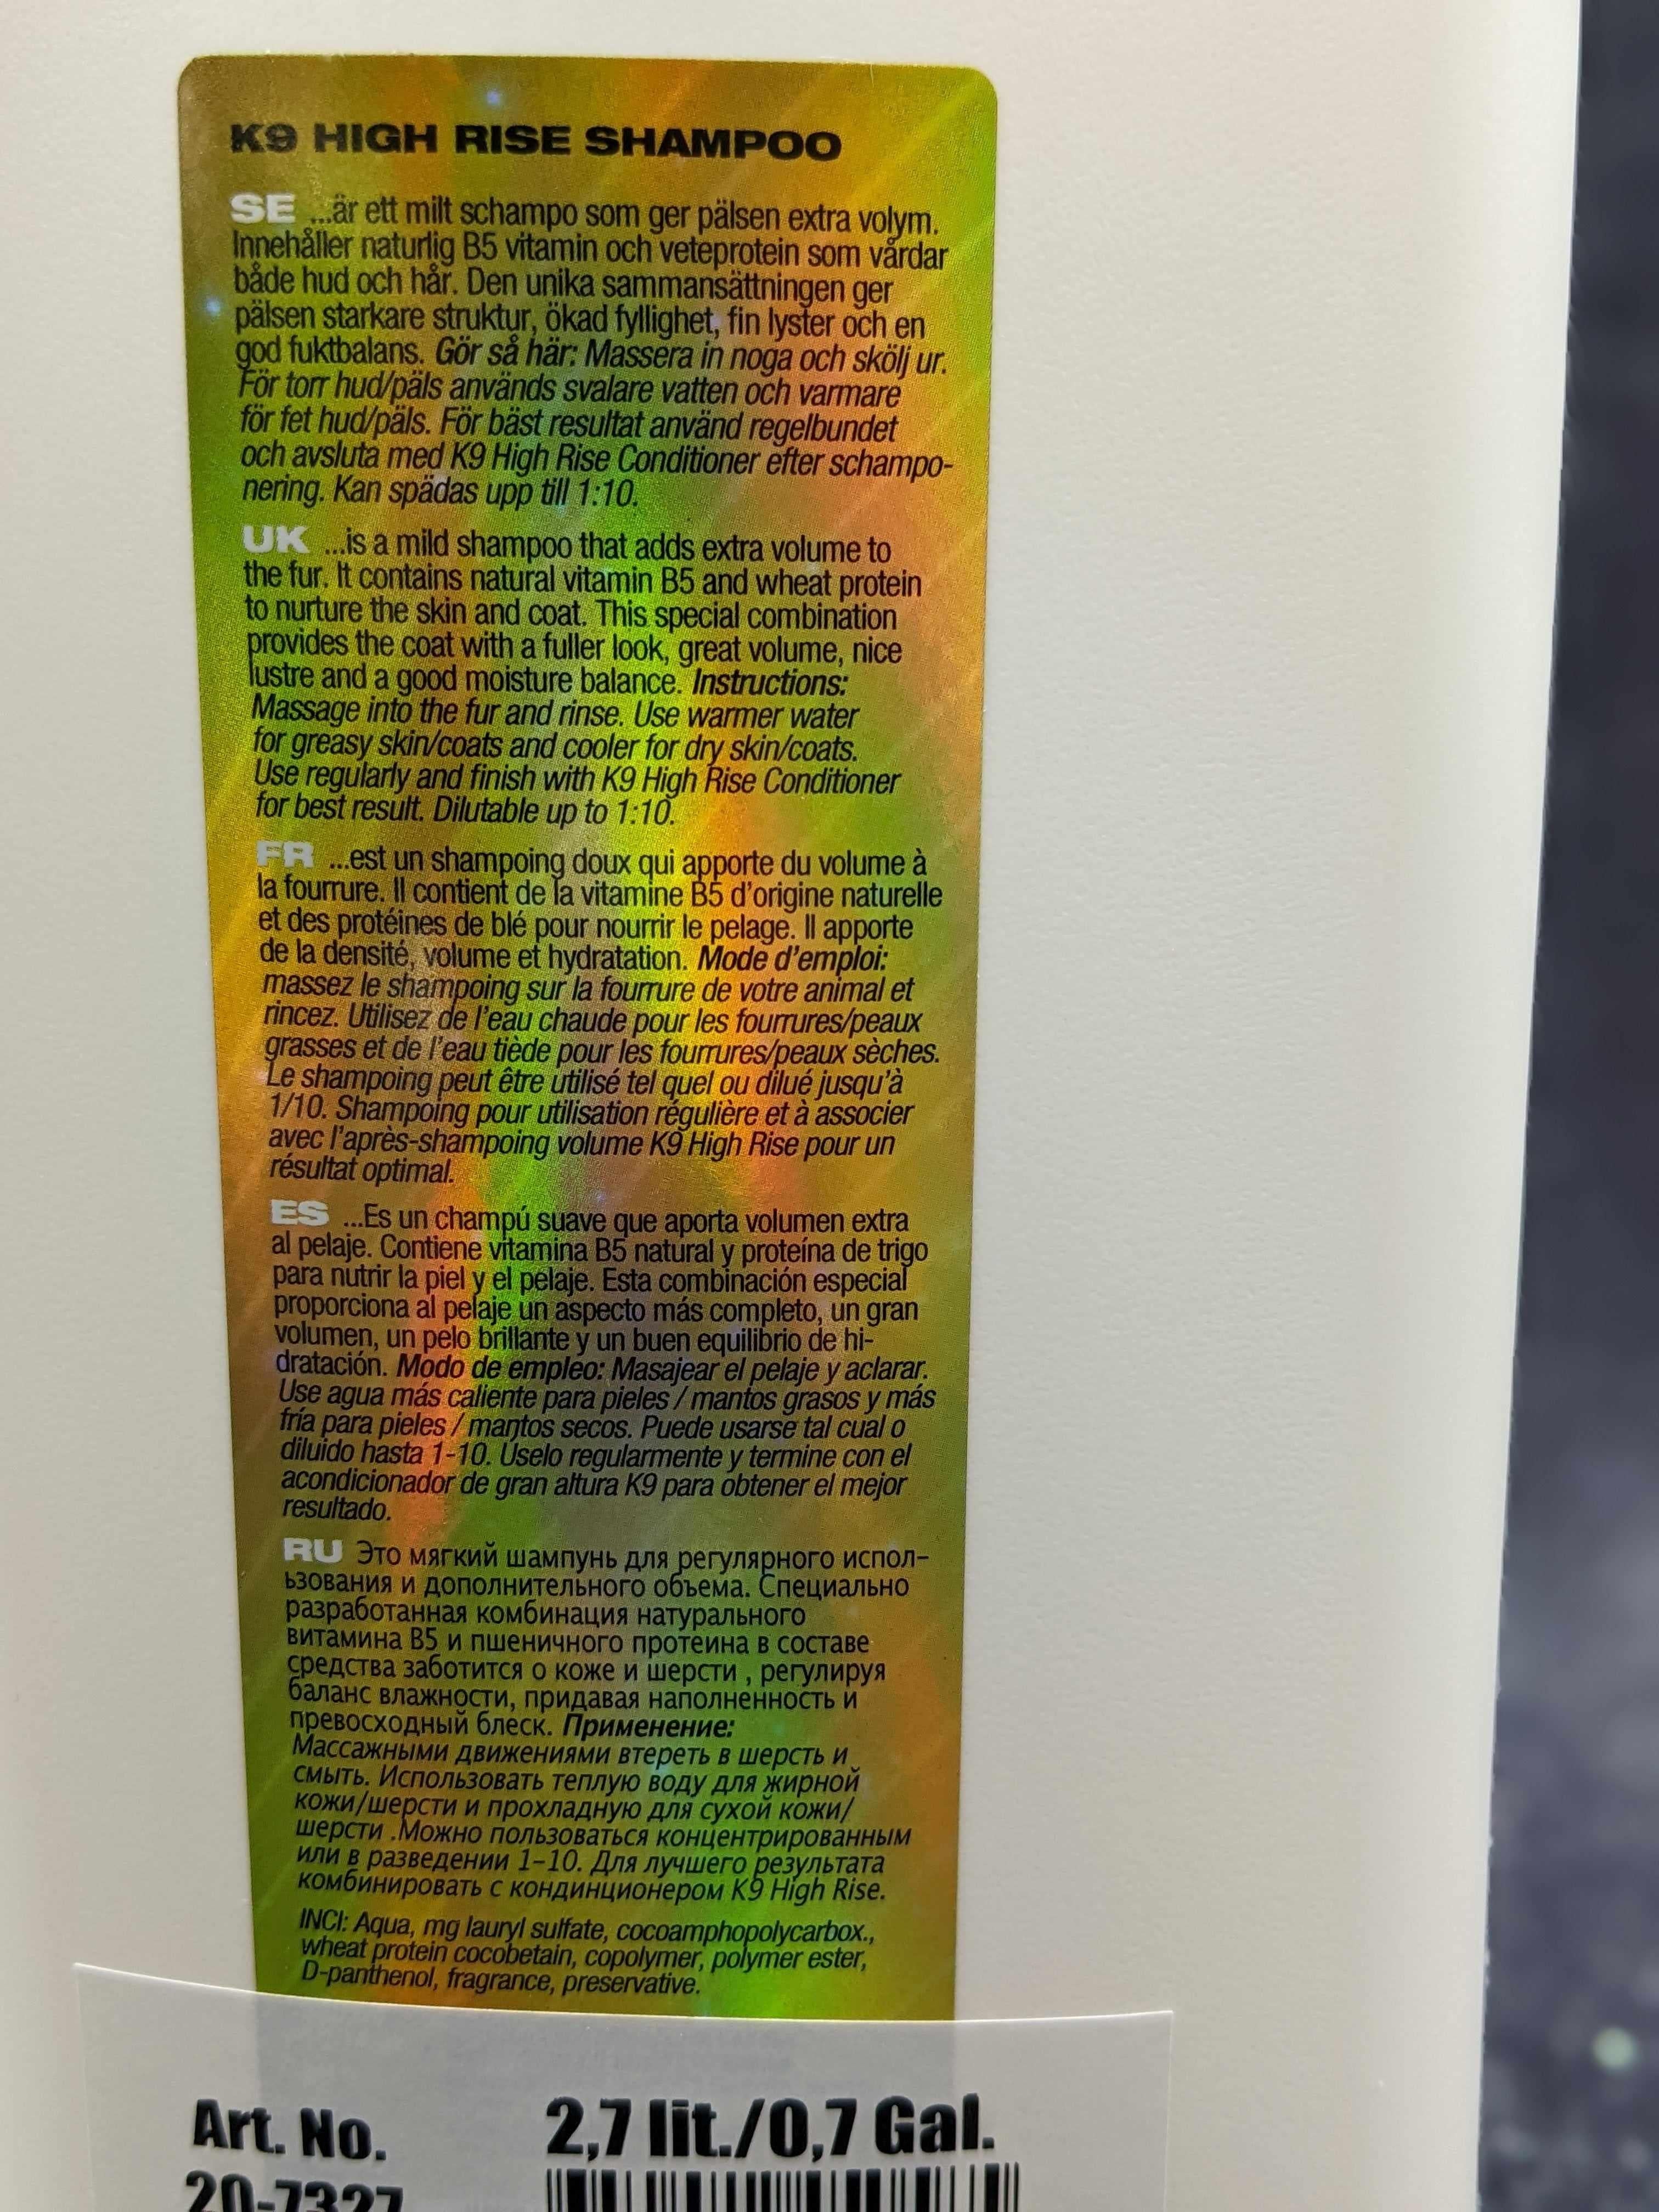 K9 HIGH RISE SHAMPOO
SE ...är ett milt schampo som ger pälsen extra volym.
Innehåller naturlig B5 vitamin och veteprotein som vårdar
både hud och hår. Den unika sammansättningen ger
pälsen starkare struktur, ökad fyllighet, fin lyster och en
god fuktbalans. Gör så här: Massera in noga och skölj ur.
För torr hud/päls används svalare vatten och varmare
för fet hud/päls. För bäst resultat använd regelbundet
och avsluta med K9 High Rise Conditioner efter schampo-
nering. Kan spädas upp till 1:10.
UK ...is a mild shampoo that adds extra volume to
the fur. It contains natural vitamin B5 and wheat protein
to nurture the skin and coat. This special combination
provides the coat with a fuller look, great volume, nice
lustre and a good moisture balance. Instructions:
Massage into the fur and rinse. Use warmer water
for greasy skin/coats and cooler for dry skin/coats.
Use regularly and finish with K9 High Rise Conditioner
for best result. Dilutable up to 1:10.
FR ...est un shampoing doux qui apporte du volume à
la fourrure. Il contient de la vitamine B5 d'origine naturelle
et des protéines de blé pour nourrir le pelage. Il apporte
de la densité, volume et hydratation. Mode d'emploi:
massez le shampoing sur la fourrure de votre animal et
rincez. Utilisez de l'eau chaude pour les fourrures/peaux
grasses et de l'eau tiède pour les fourrures/peaux sèches.
Le shampoing peut être utilisé tel quel ou dilué jusqu'à
1/10. Shampoing pour utilisation régulière et à associer
avec l'après-shampoing volume K9 High Rise pour un
résultat optimal.
ES ...Es un champú suave que aporta volumen extra
al pelaje. Contiene vitamina B5 natural y proteína de trigo
para nutrir la piel y el pelaje. Esta combinación especial
proporciona al pelaje un aspecto más completo, un gran
volumen, un pelo brillante y un buen equilibrio de hi-
dratación. Modo de empleo: Masajear el pelaje y aclarar.
Use agua más caliente para pieles / mantos grasos y más
fría para pieles / mantos secos. Puede usarse tal cual o
diluido hasta 1-10. Úselo regularmente y termine con el
acondicionador de gran altura K9 para obtener el mejor
resultado.
RU Это мягкий шампунь для регулярного испол-
ьзования и дополнительного объема. Специально
разработанная комбинация натурального
витамина B5 и пшеничного протеина в составе
средства заботится о коже и шерсти , регулируя
баланс влажности, придавая наполненность и
превосходный блеск. Применение:
Массажными движениями втереть в шерсть и
смыть. Использовать теплую воду для жирной
кожи/шерсти и прохладную для сухой кожи/
шерсти .Можно пользоваться концентрированным
или в разведении 1-10. Для лучшего результата
комбинировать с кондинционером K9 High Rise.
INCI: Aqua, mg lauryl sulfate, cocoamphopolycarbox.,
wheat protein cocobetain, copolymer, polymer ester,
D-panthenol, fragrance, preservative.
Art. No.
2,7 lit./0,7 Gal.
20-7327